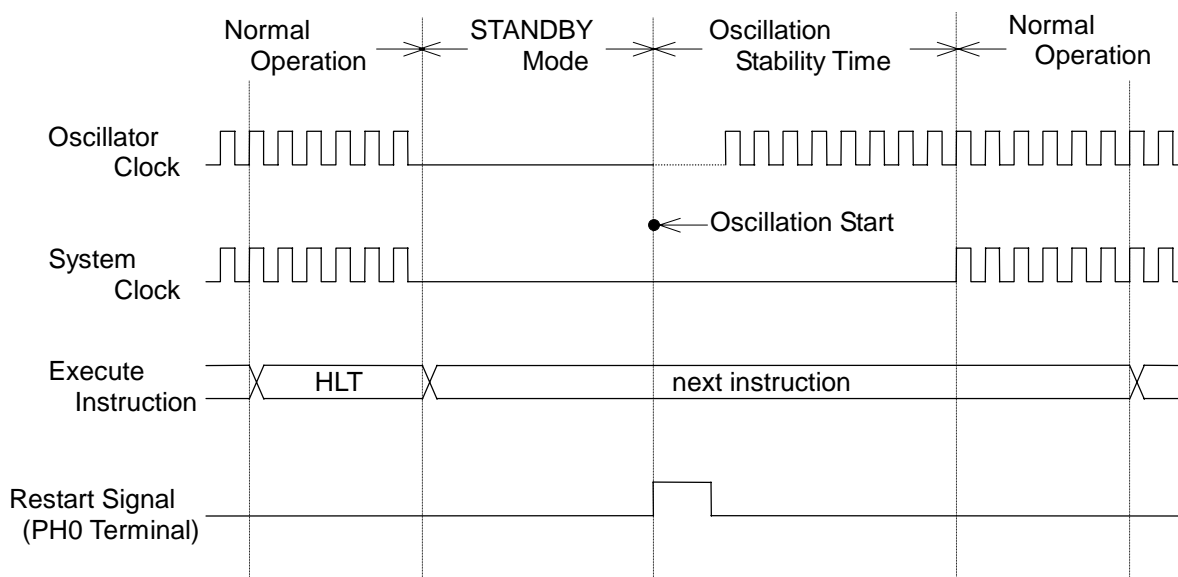 Normal
Operation
STANDBY
Mode
Oscillation
Stability Time
Normal
Operation
Oscillator
Clock
Oscillation Start
System
Clock
Execute
Instruction
HLT
next instruction
Restart Signal
(PH0 Terminal)